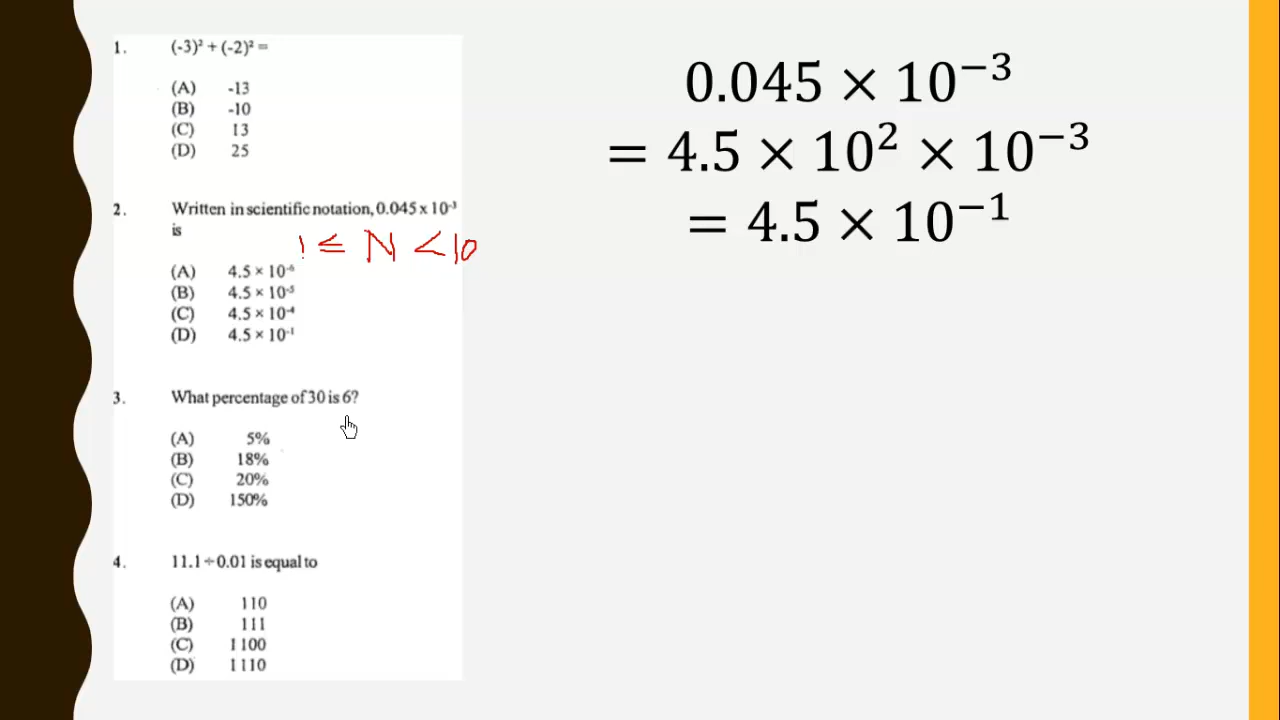 1. (-3)² + (-2)² =
(A) -13
(B) -10
(C) 13
(D) 25
2. Written in scientific notation, 0.045 x 10⁻³
is
1 ≤ N < 10
(A) 4.5 × 10⁻⁶
(B) 4.5 × 10⁻⁵
(C) 4.5 × 10⁻⁴
(D) 4.5 × 10⁻¹
3. What percentage of 30 is 6?
(A) 5%
(B) 18%
(C) 20%
(D) 150%
4. 11.1 ÷ 0.01 is equal to
(A) 110
(B) 111
(C) 1100
(D) 1110
0.045 × 10⁻³
= 4.5 × 10² × 10⁻³
= 4.5 × 10⁻¹